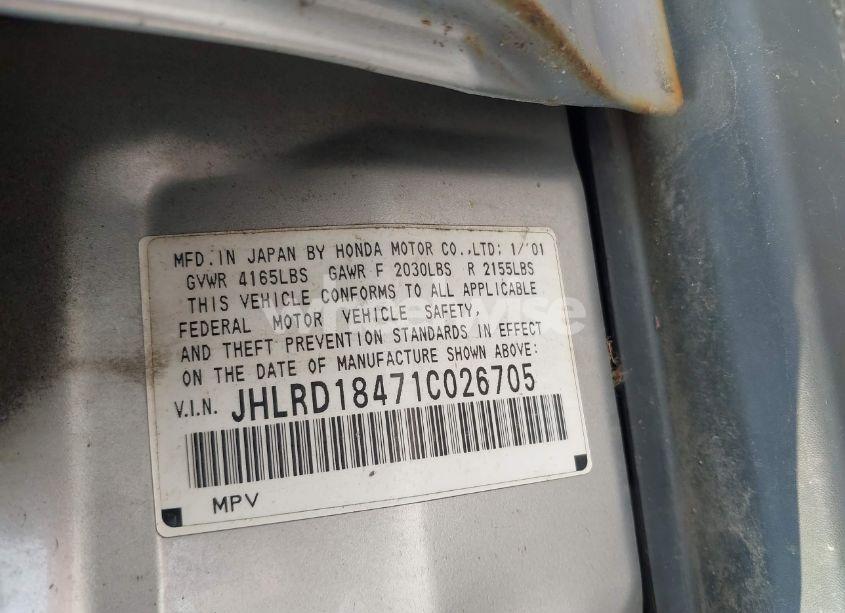 MFD. IN JAPAN BY HONDA MOTOR CO.,LTD: 1/'01
GVWR 4165LBS GAWR F 2030LBS R 2155LBS
THIS VEHICLE CONFORMS TO ALL APPLICABLE
FEDERAL MOTOR VEHICLE SAFETY,
AND THEFT PREVENTION STANDARDS IN EFFECT
ON THE DATE OF MANUFACTURE SHOWN ABOVE:
V.I.N. JHLRD18471C026705
MPV